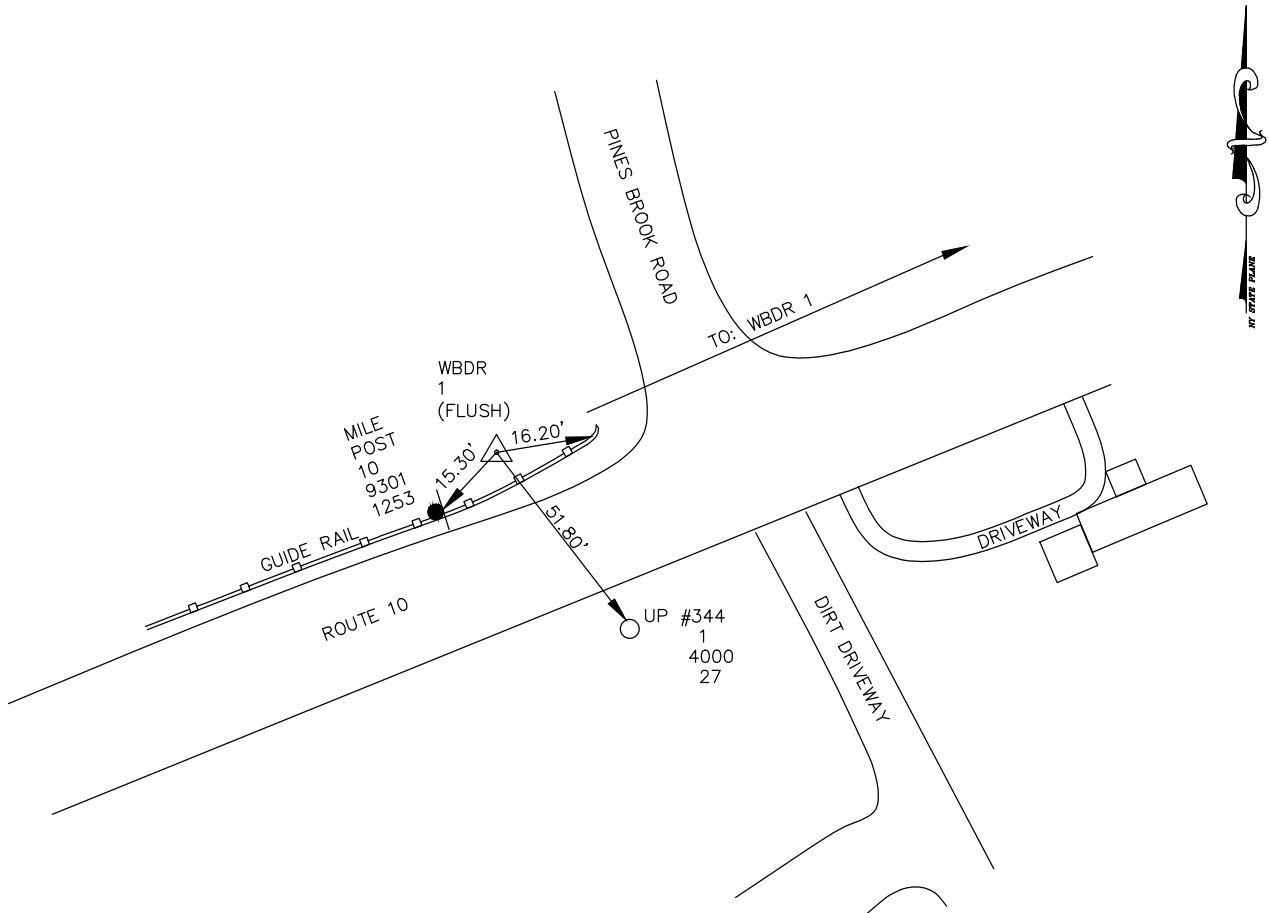 PINES BROOK ROAD
NY STATE PLANE
TO: WBDR 1
WBDR
1
(FLUSH)
MILE
POST
10
9301
1253
16.20'
15.30'
51.80'
GUIDE RAIL
ROUTE 10
DRIVEWAY
UP #344
1
4000
27
DIRT DRIVEWAY